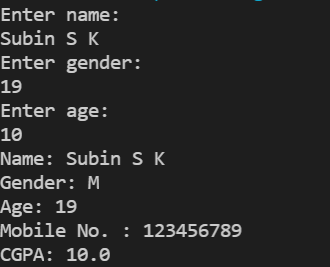 Enter name:
Subin S K
Enter gender:
19
Enter age:
10
Name: Subin S K
Gender: M
Age: 19
Mobile No. : 123456789
CGPA: 10.0